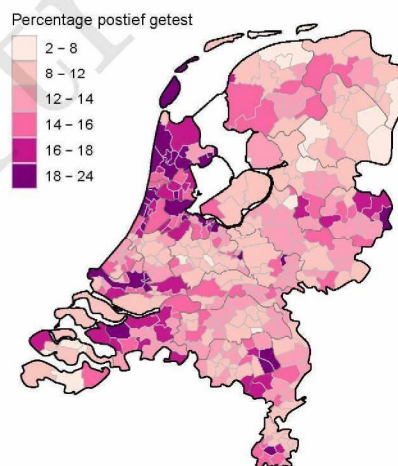 Percentage postief getest
2 – 8
8 – 12
12 – 14
14 – 16
16 – 18
18 – 24